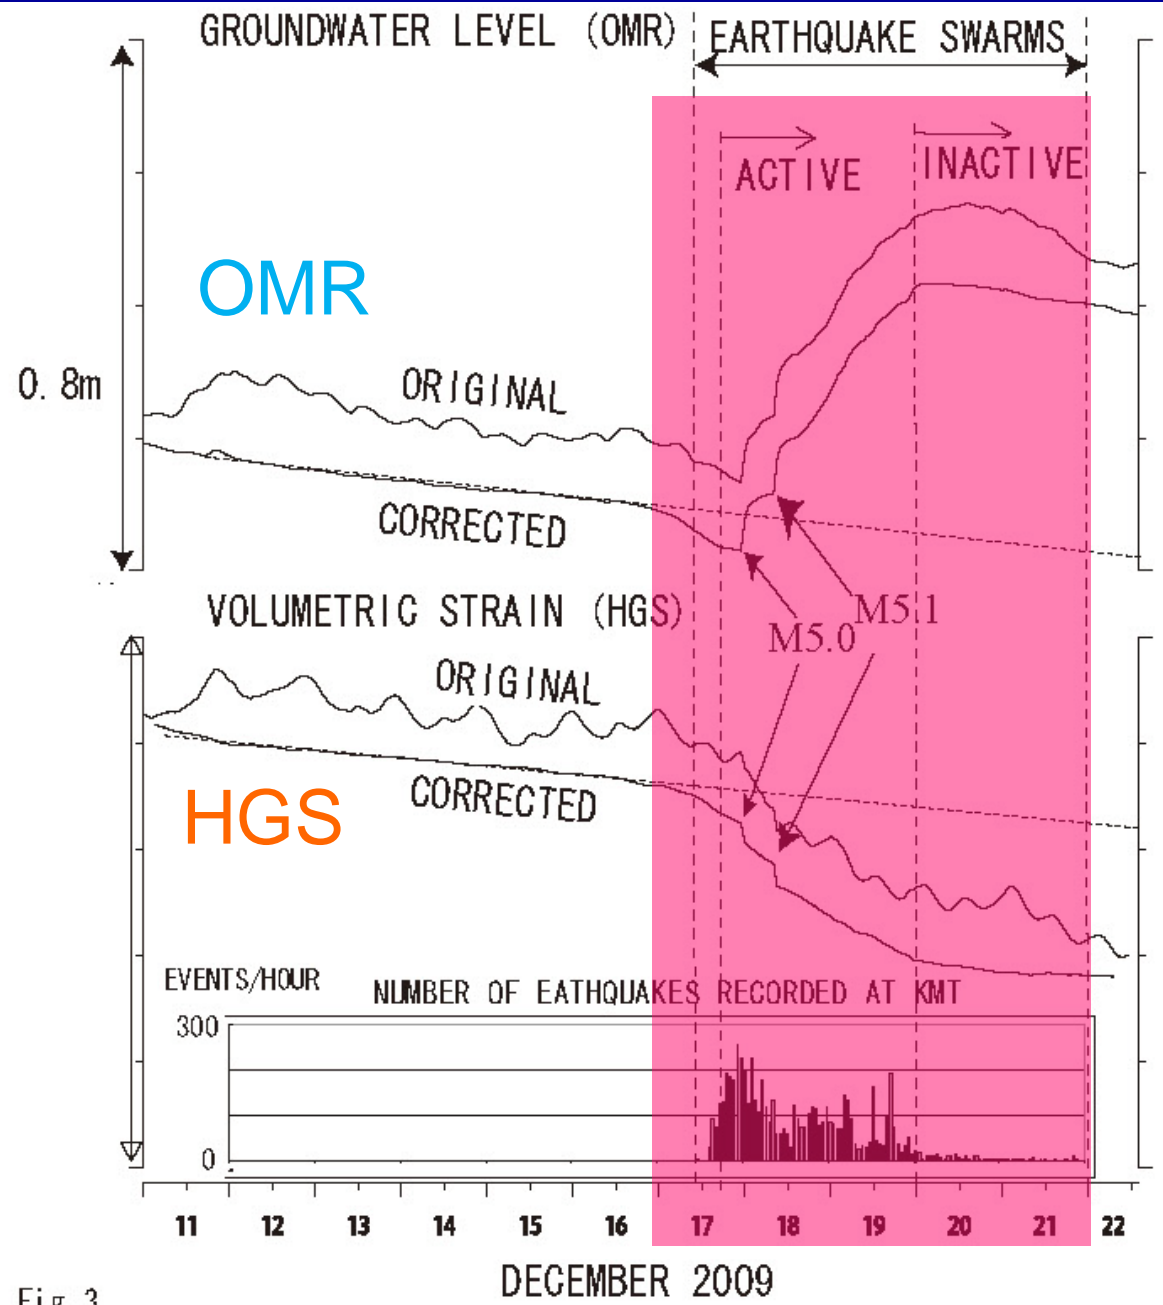 GROUNDWATER LEVEL (OMR)
EARTHQUAKE SWARMS
ACTIVE
INACTIVE
OMR
0.8m
ORIGINAL
CORRECTED
VOLUMETRIC STRAIN (HGS)
M5.1
M5.0
ORIGINAL
CORRECTED
HGS
EVENTS/HOUR
NUMBER OF EATHQUAKES RECORDED AT KMT
300
0
11 12 13 14 15 16 17 18 19 20 21 22
DECEMBER 2009
Fig. 3